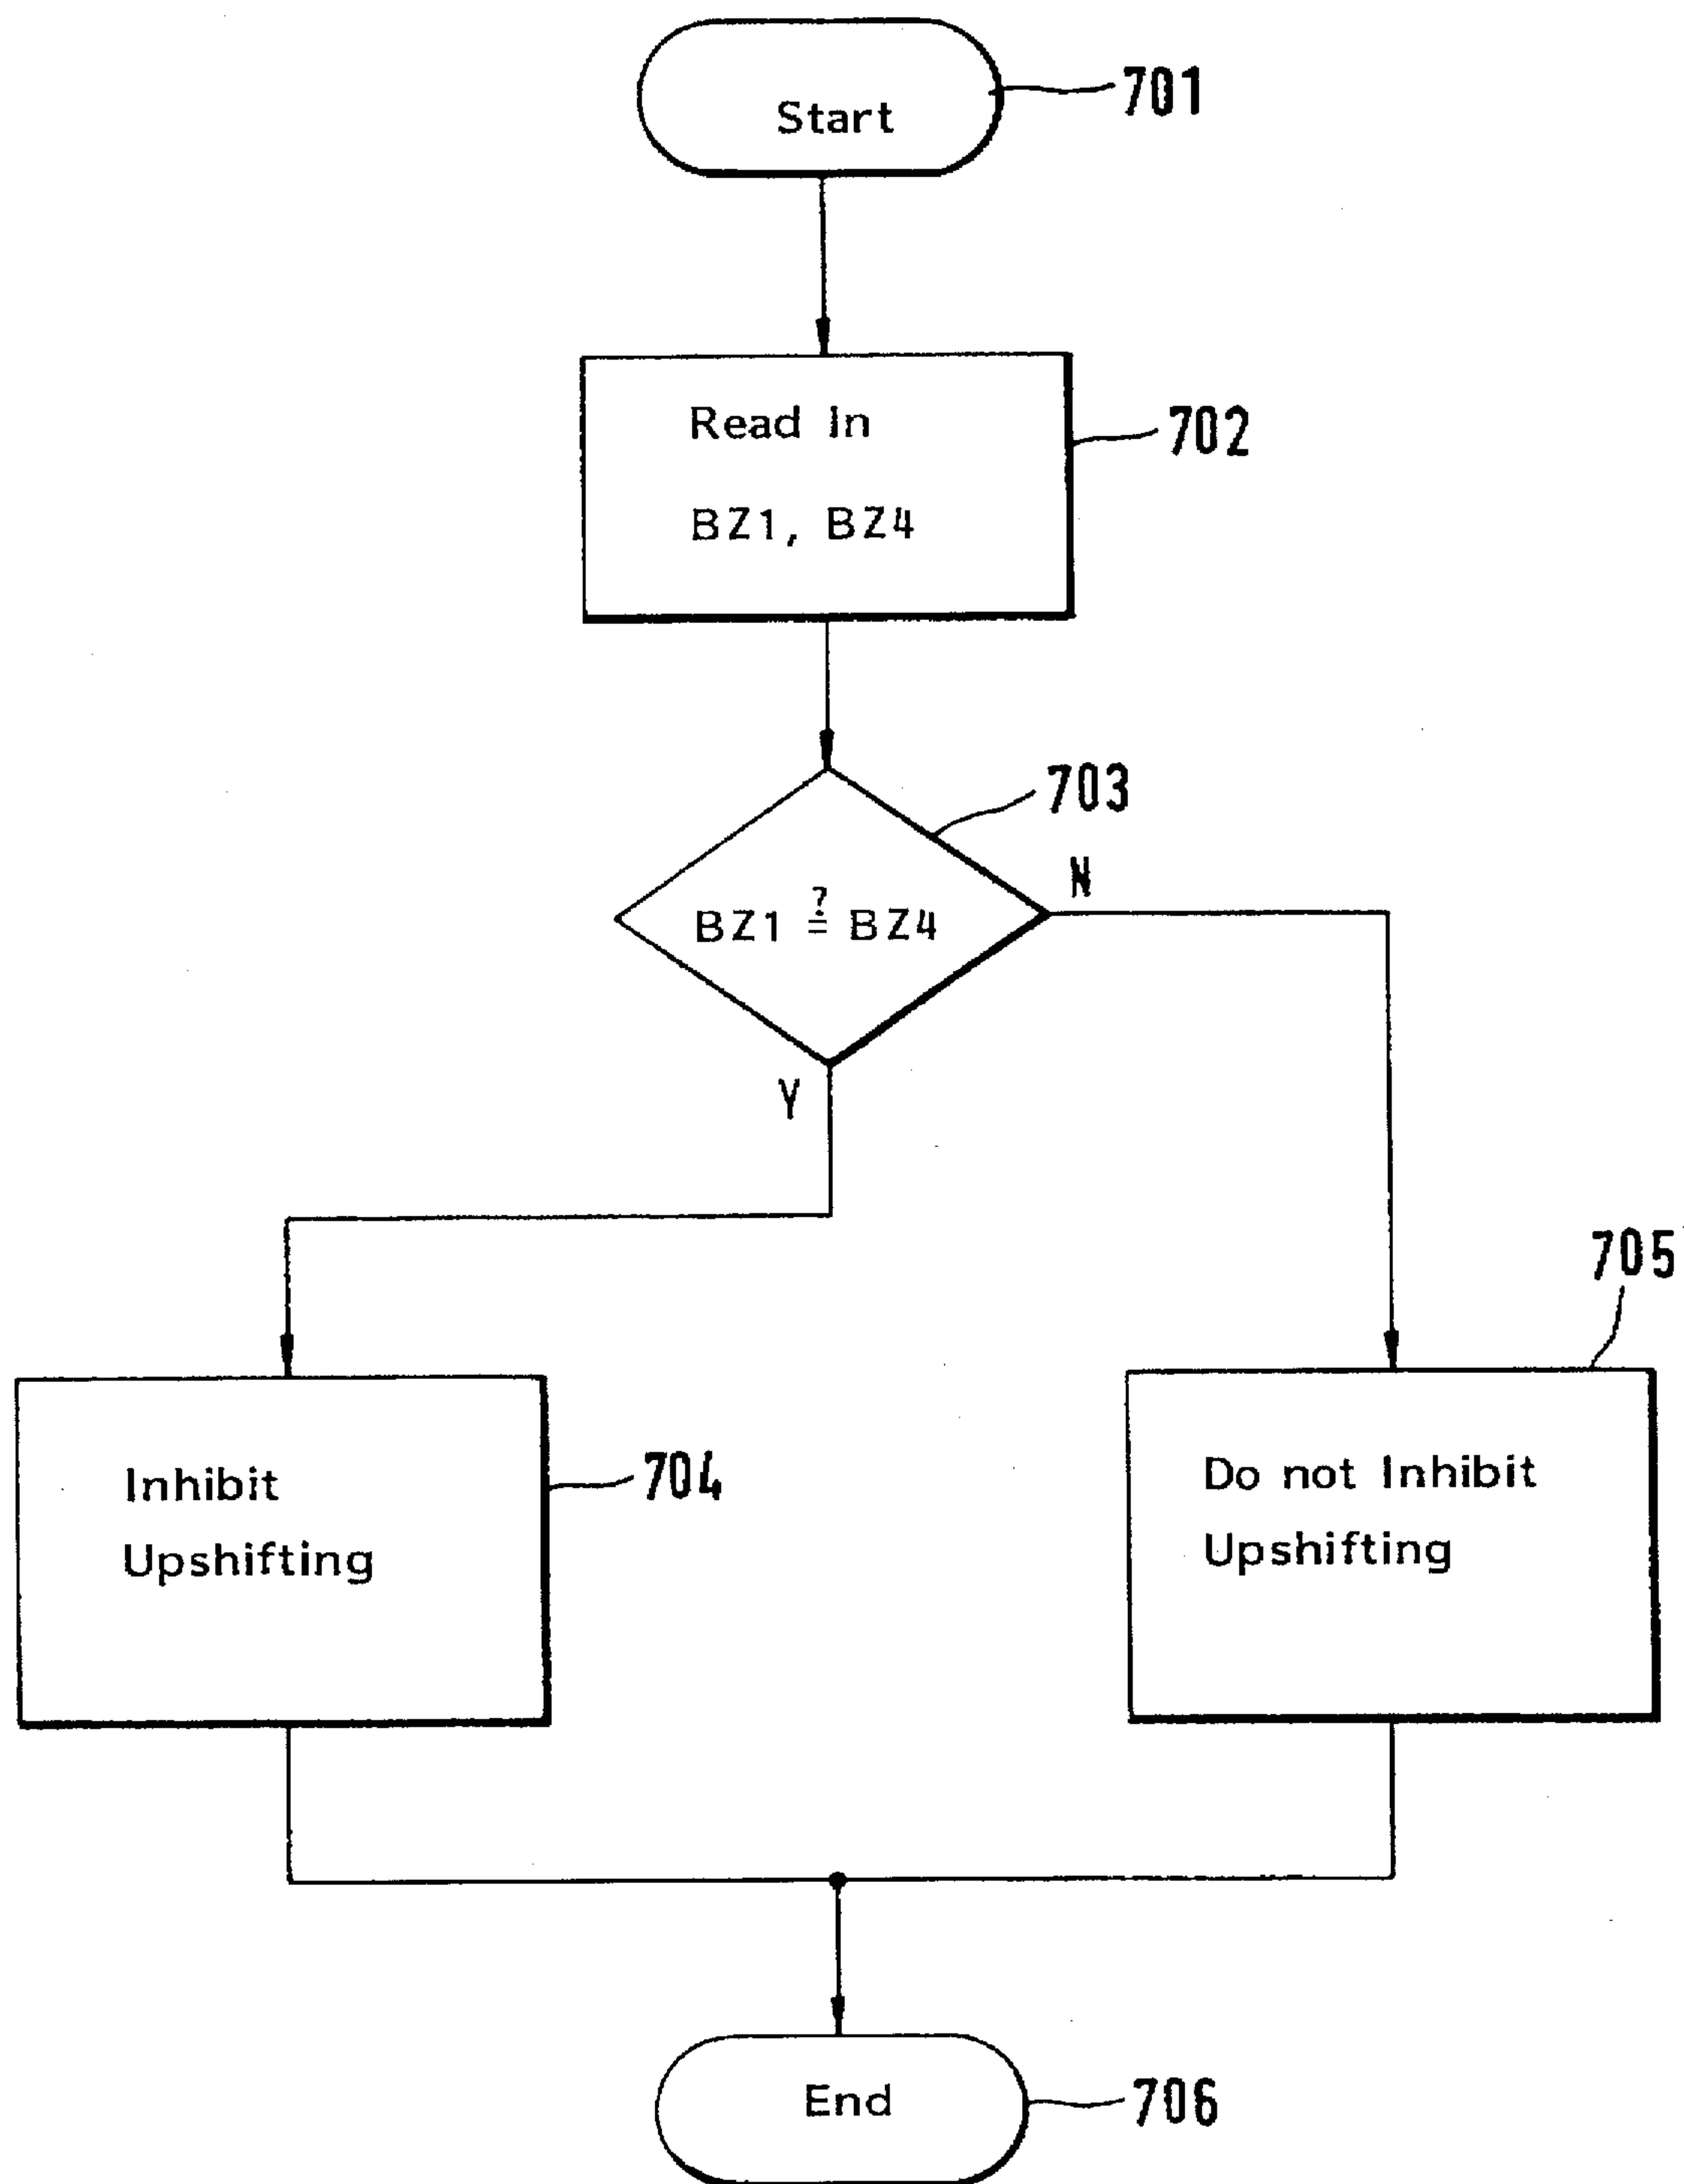 Start
701
Read In
BZ1, BZ4
702
703
N
BZ1 ≟ BZ4
Y
705
Inhibit
Upshifting
704
Do not Inhibit
Upshifting
End
706